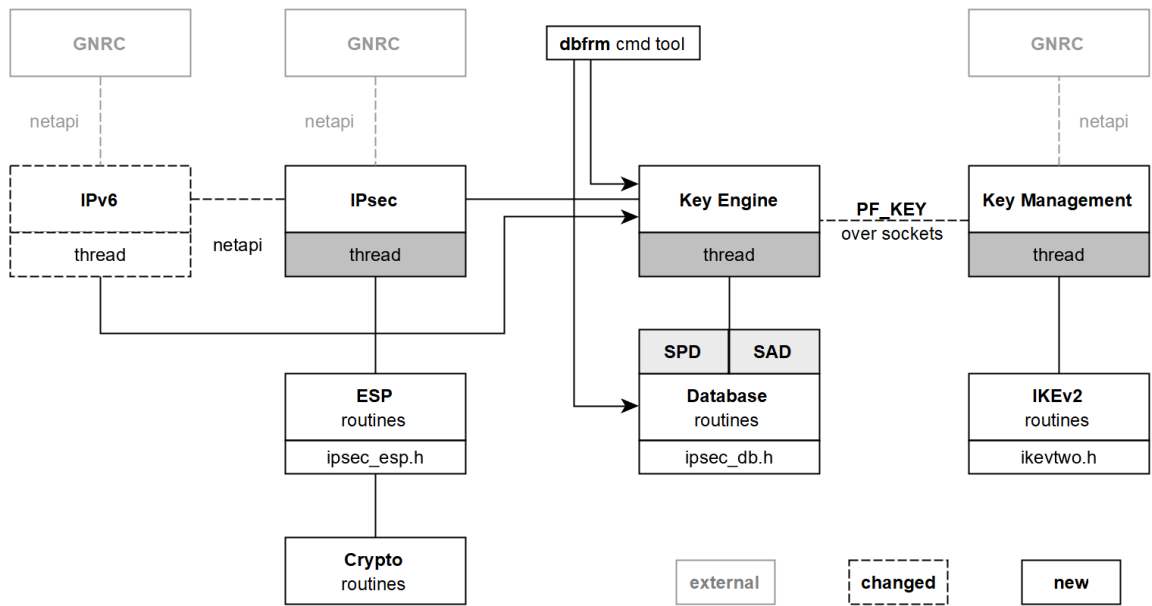 GNRC
GNRC
dbfrm cmd tool
GNRC
netapi
netapi
netapi
IPv6
thread
netapi
IPsec
thread
Key Engine
thread
PF_KEY
over sockets
Key Management
thread
SPD
SAD
ESP
routines
ipsec_esp.h
Database
routines
ipsec_db.h
IKEv2
routines
ikevtwo.h
Crypto
routines
external
changed
new